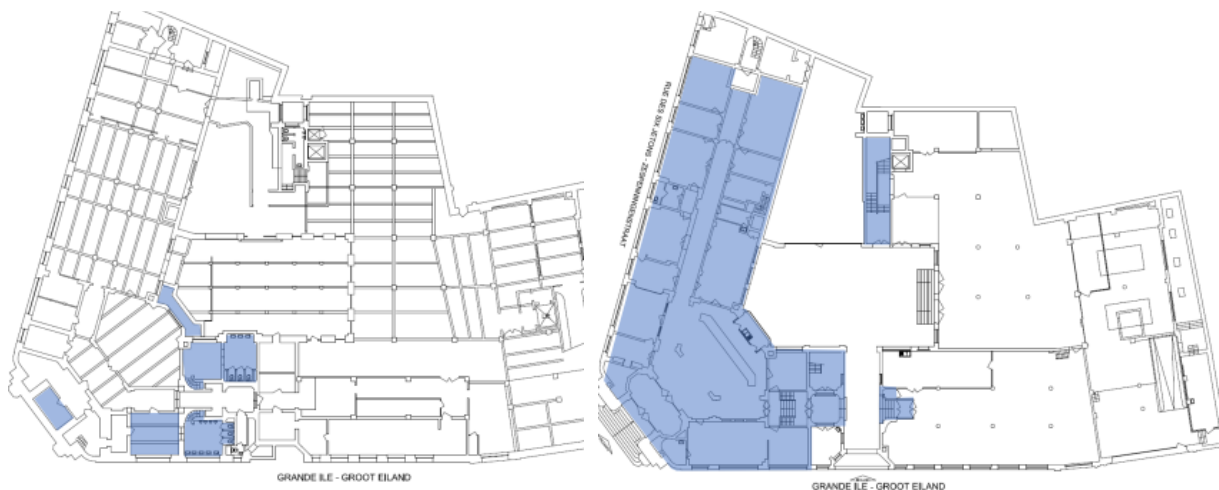 RUE DES SIX JETONS - ZESPENNINGENSTRAAT
GRANDE ILE - GROOT EILAND
GRANDE ILE - GROOT EILAND